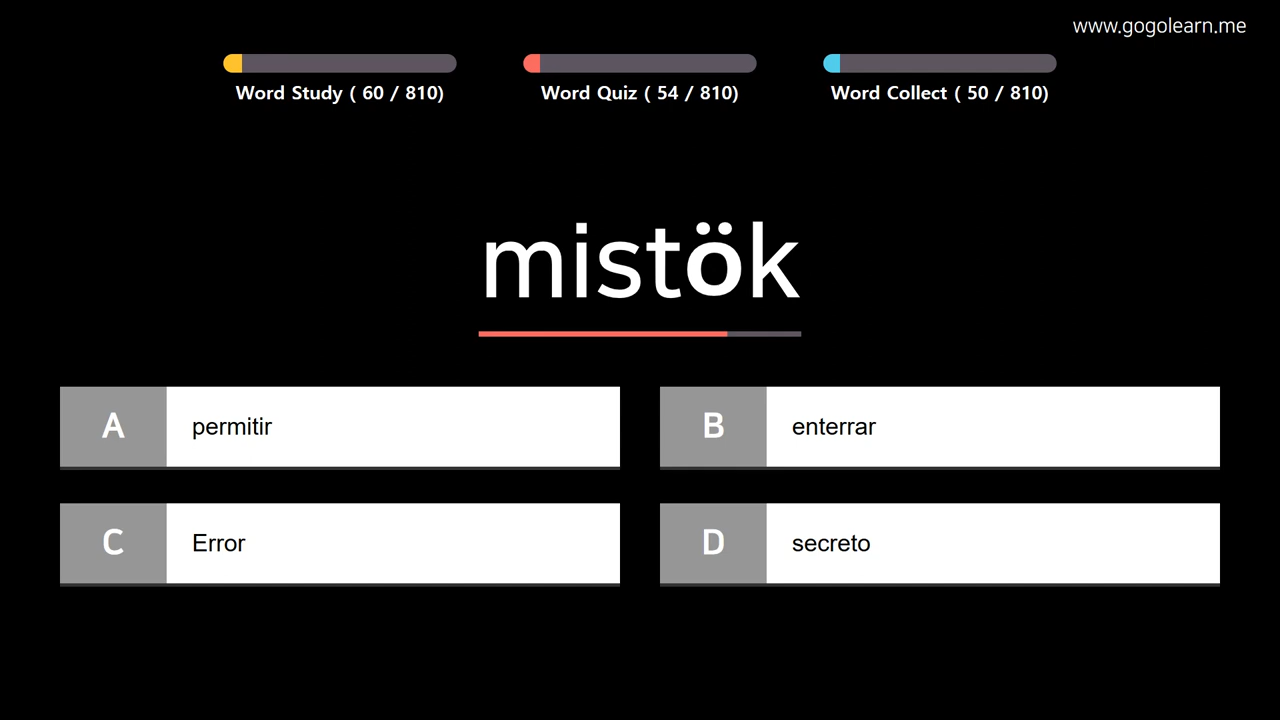 www.gogolearn.me
Word Study ( 60 / 810)
Word Quiz ( 54 / 810)
Word Collect ( 50 / 810)
mistök
A permitir
B enterrar
C Error
D secreto